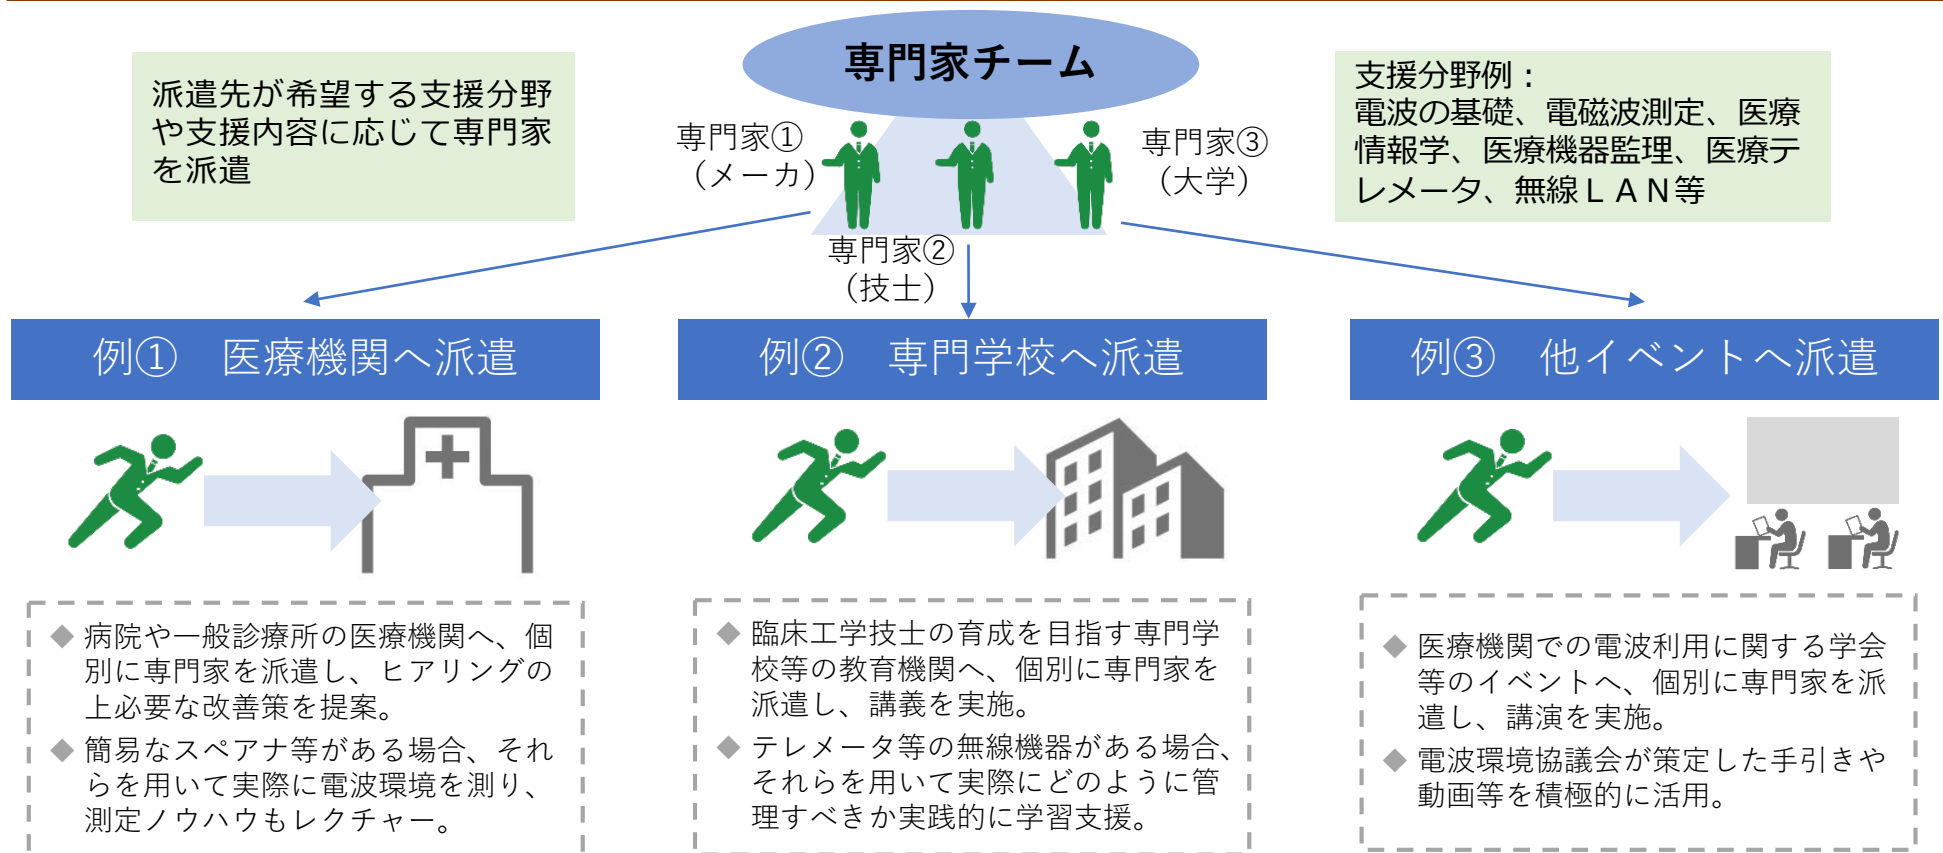 専門家チーム
派遣先が希望する支援分野
や支援内容に応じて専門家
を派遣
専門家①
（メーカ）
専門家②
（技士）
専門家③
（大学）
支援分野例：
電波の基礎、電磁波測定、医療
情報学、医療機器監理、医療テ
レメータ、無線ＬＡＮ等
例①　医療機関へ派遣
◆ 病院や一般診療所の医療機関へ、個
別に専門家を派遣し、ヒアリングの
上必要な改善策を提案。
◆ 簡易なスペアナ等がある場合、それ
らを用いて実際に電波環境を測り、
測定ノウハウもレクチャー。
例②　専門学校へ派遣
◆ 臨床工学技士の育成を目指す専門学
校等の教育機関へ、個別に専門家を
派遣し、講義を実施。
◆ テレメータ等の無線機器がある場合、
それらを用いて実際にどのように管
理すべきか実践的に学習支援。
例③　他イベントへ派遣
◆ 医療機関での電波利用に関する学会
等のイベントへ、個別に専門家を派
遣し、講演を実施。
◆ 電波環境協議会が策定した手引きや
動画等を積極的に活用。